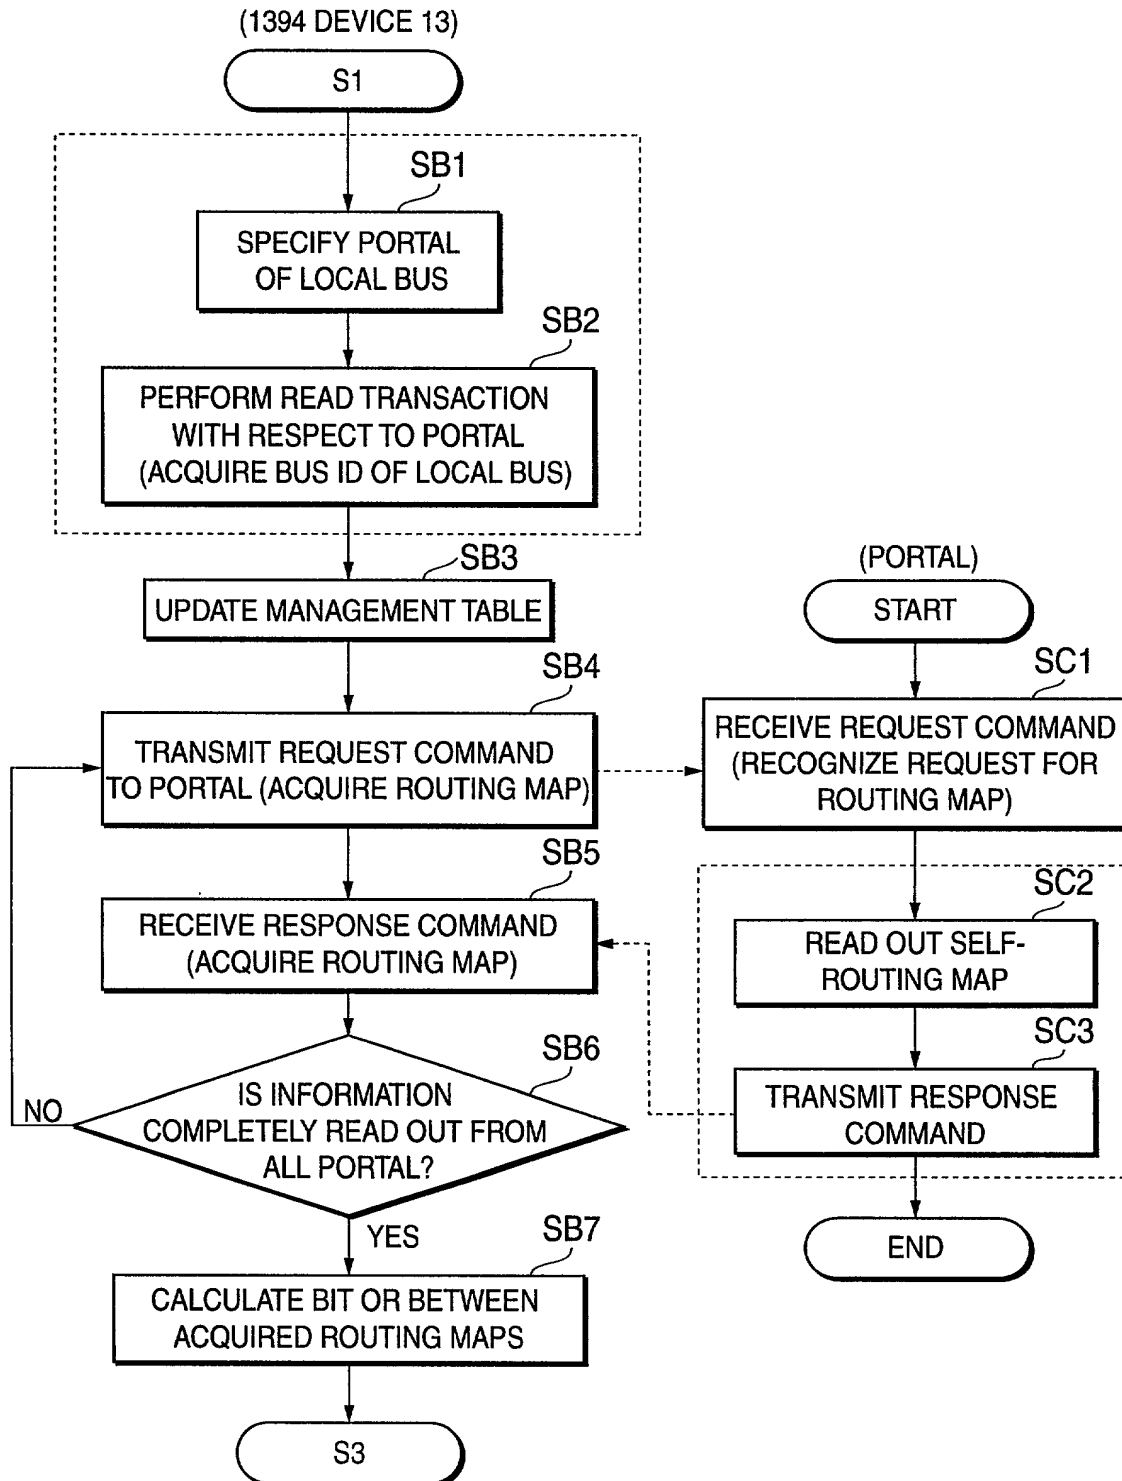 (1394 DEVICE 13)
S1
SB1
SPECIFY PORTAL
OF LOCAL BUS
SB2
PERFORM READ TRANSACTION
WITH RESPECT TO PORTAL
(ACQUIRE BUS ID OF LOCAL BUS)
SB3
UPDATE MANAGEMENT TABLE
SB4
TRANSMIT REQUEST COMMAND
TO PORTAL (ACQUIRE ROUTING MAP)
SB5
RECEIVE RESPONSE COMMAND
(ACQUIRE ROUTING MAP)
SB6
IS INFORMATION
COMPLETELY READ OUT FROM
ALL PORTAL?
NO
YES
SB7
CALCULATE BIT OR BETWEEN
ACQUIRED ROUTING MAPS
S3
(PORTAL)
START
SC1
RECEIVE REQUEST COMMAND
(RECOGNIZE REQUEST FOR
ROUTING MAP)
SC2
READ OUT SELF-
ROUTING MAP
SC3
TRANSMIT RESPONSE
COMMAND
END